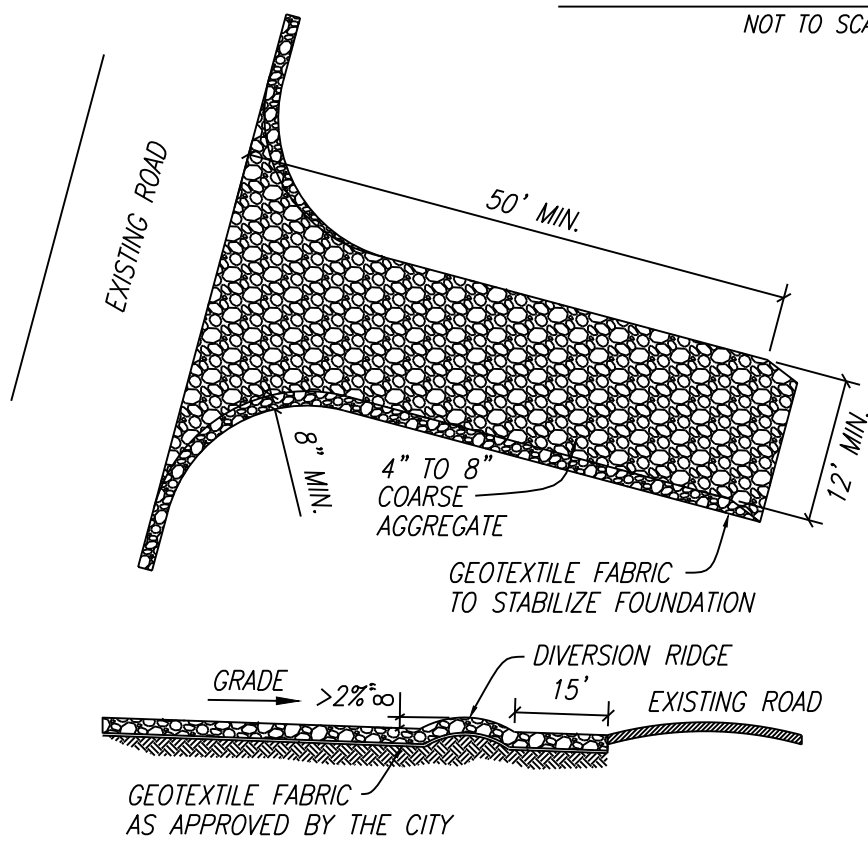 NOT TO SCA
EXISTING ROAD
50' MIN.
12' MIN.
8" MIN.
4" TO 8"
COARSE
AGGREGATE
GEOTEXTILE FABRIC
TO STABILIZE FOUNDATION
DIVERSION RIDGE
GRADE
>2%
8"
15'
EXISTING ROAD
GEOTEXTILE FABRIC
AS APPROVED BY THE CITY